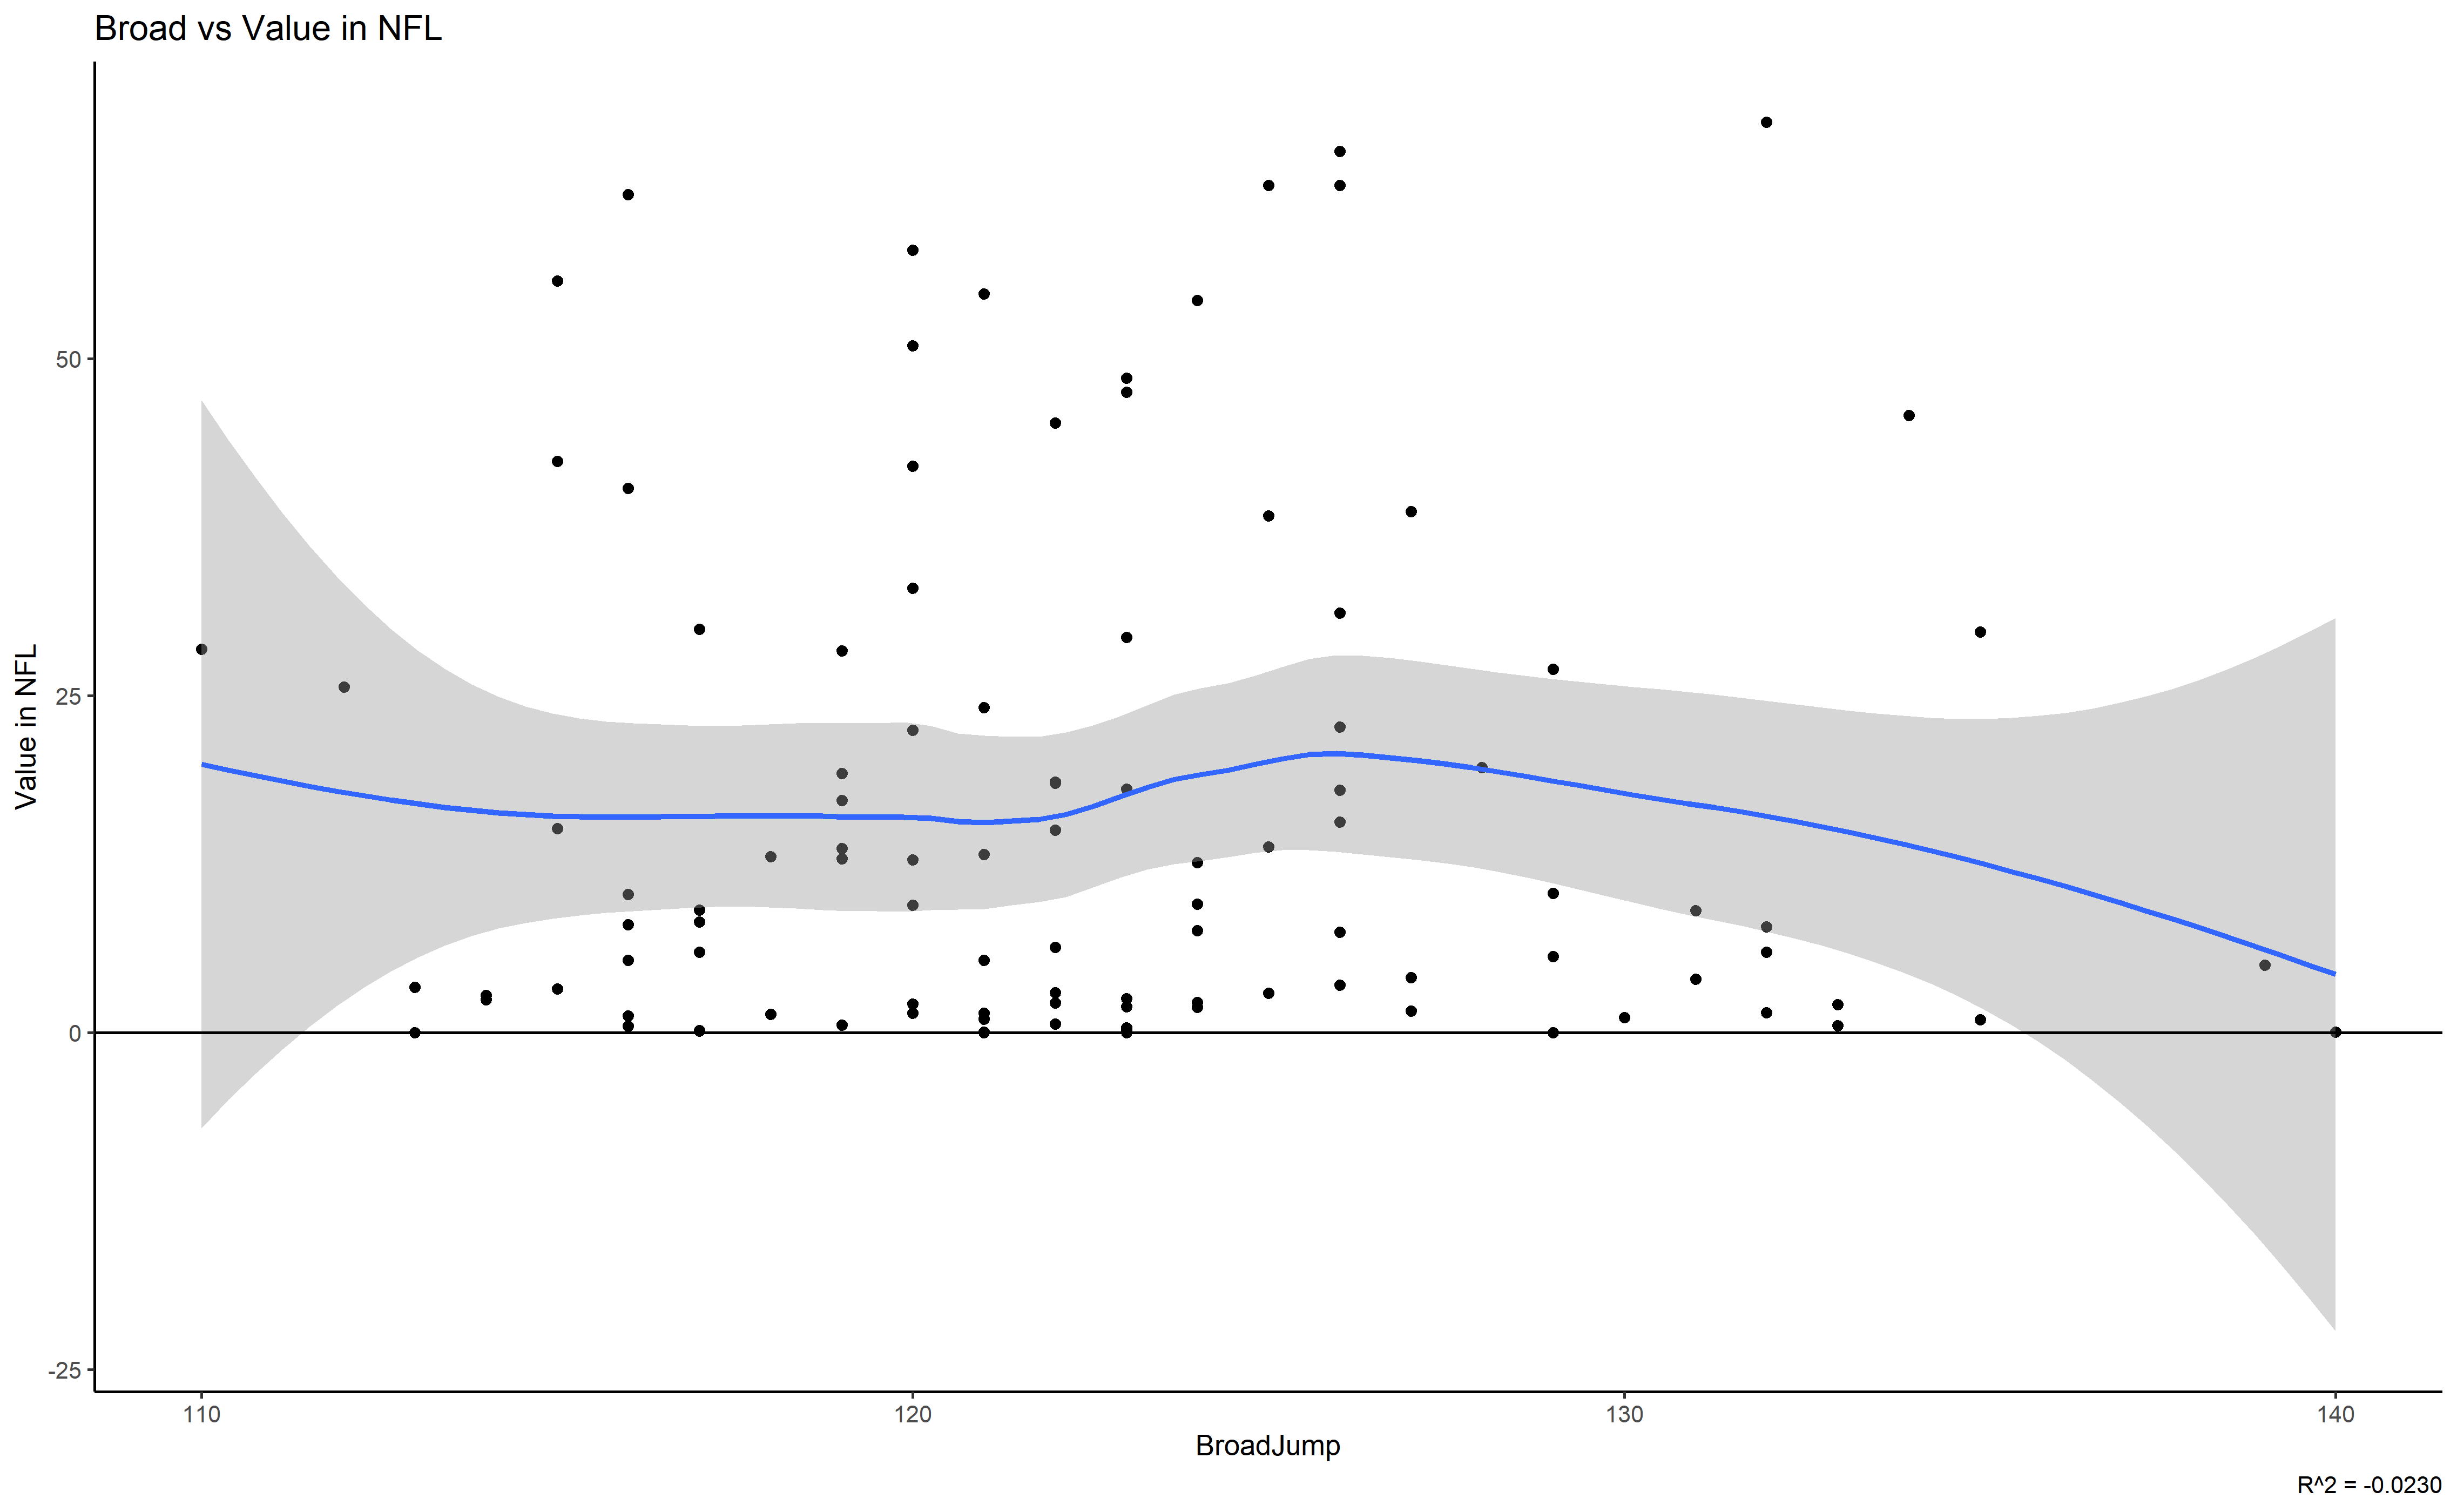 Broad vs Value in NFL
Value in NFL
50
25
0
-25
110
120
130
140
BroadJump
R^2 = -0.0230